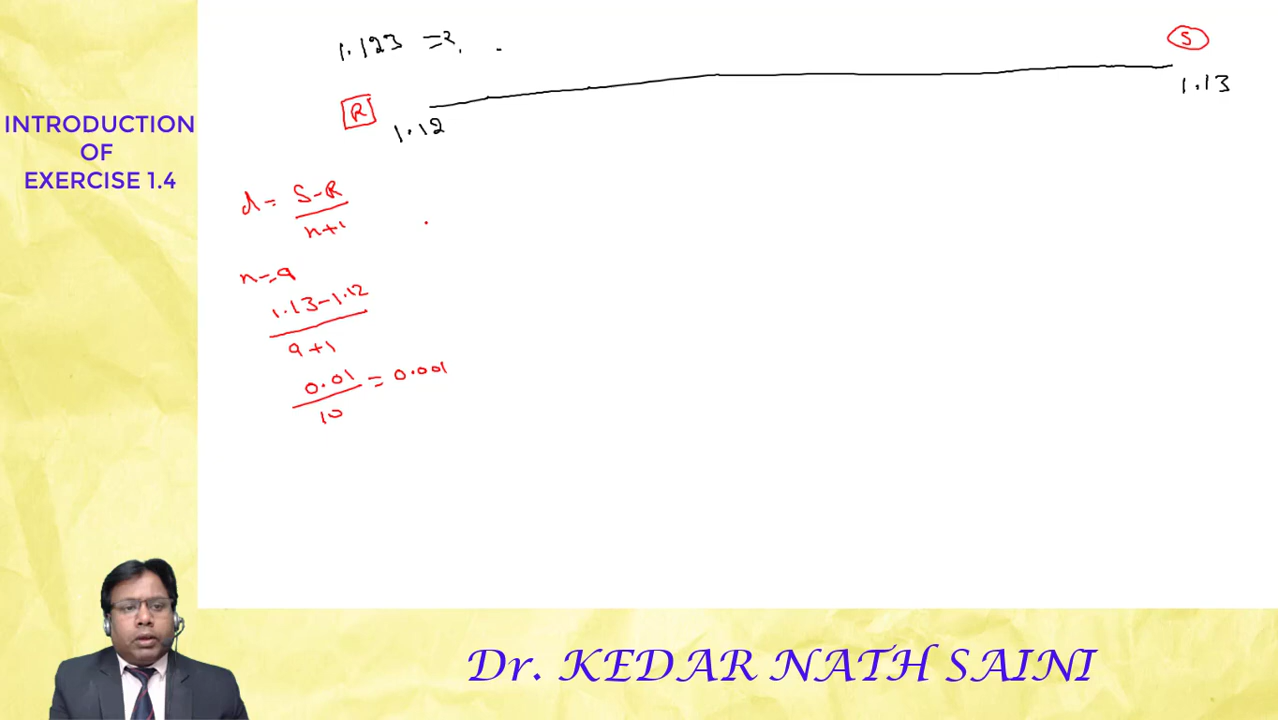 INTRODUCTION
OF
EXERCISE 1.4
1.123 =?
S
1.13
R
1.12
d = S-R
n+1
n=9
1.13-1.12
9+1
0.01 = 0.001
10
Dr. KEDAR NATH SAINI